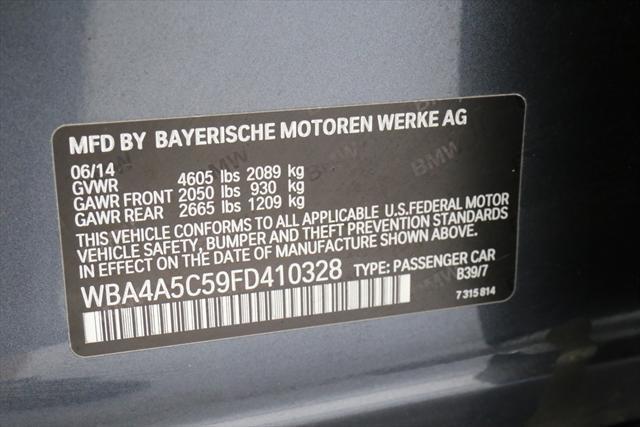 MFD BY BAYERISCHE MOTOREN WERKE AG
06/14
GVWR 4605 lbs 2089 kg
GAWR FRONT 2050 lbs 930 kg
GAWR REAR 2665 lbs 1209 kg
THIS VEHICLE CONFORMS TO ALL APPLICABLE U.S.FEDERAL MOTOR
VEHICLE SAFETY, BUMPER AND THEFT PREVENTION STANDARDS
IN EFFECT ON THE DATE OF MANUFACTURE SHOWN ABOVE.
WBA4A5C59FD410328 TYPE: PASSENGER CAR
B39/7
7 315 814
BMW